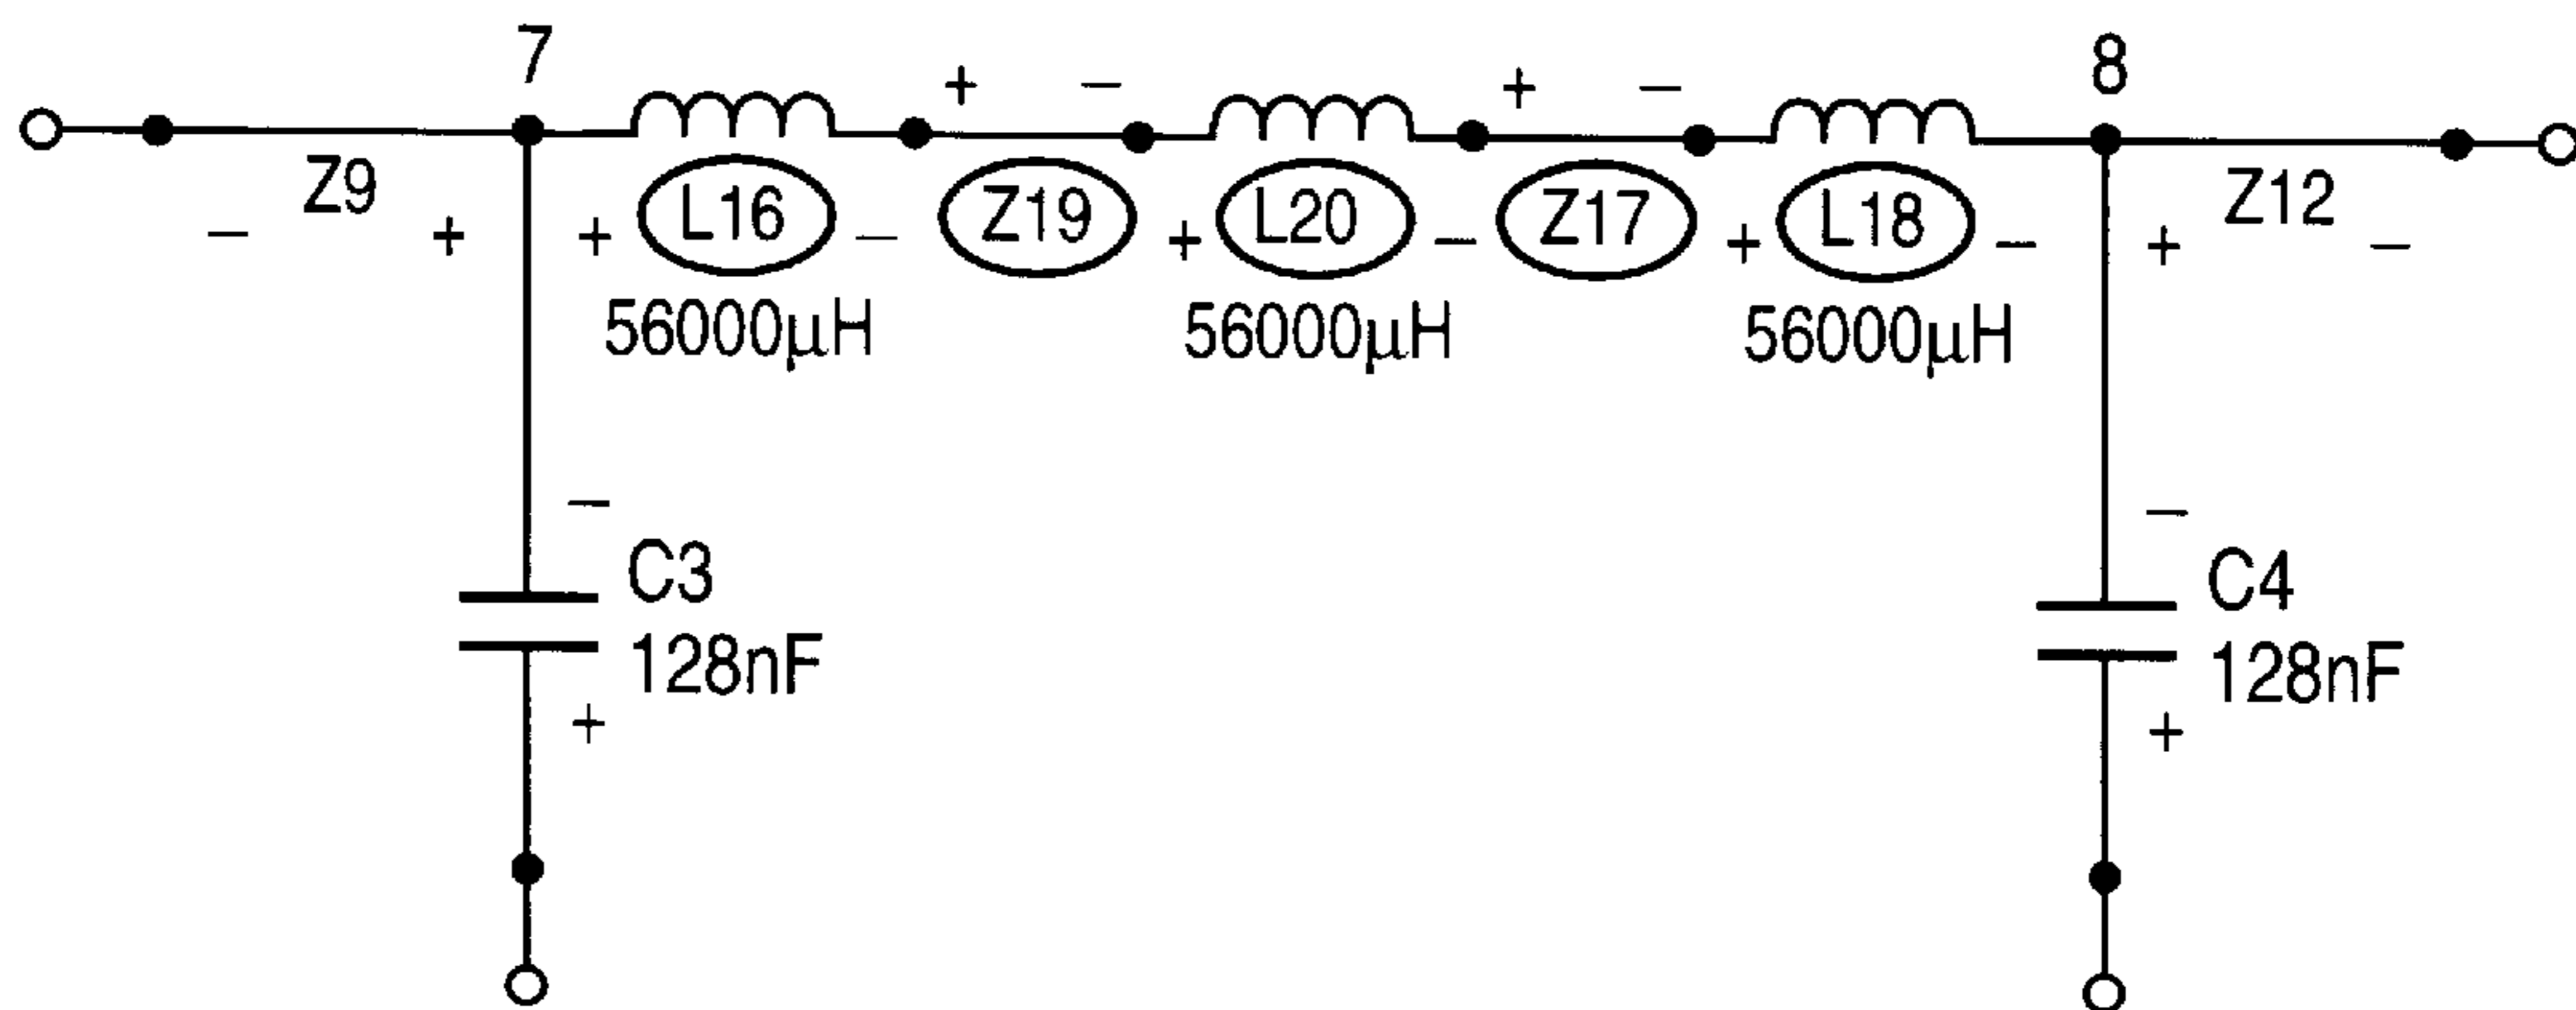 7
8
+ − + −
Z9 L16 Z19 L20 Z17 L18 Z12
− + + − + − + − + −
56000µH 56000µH 56000µH
− −
C3 C4
128nF 128nF
+ +